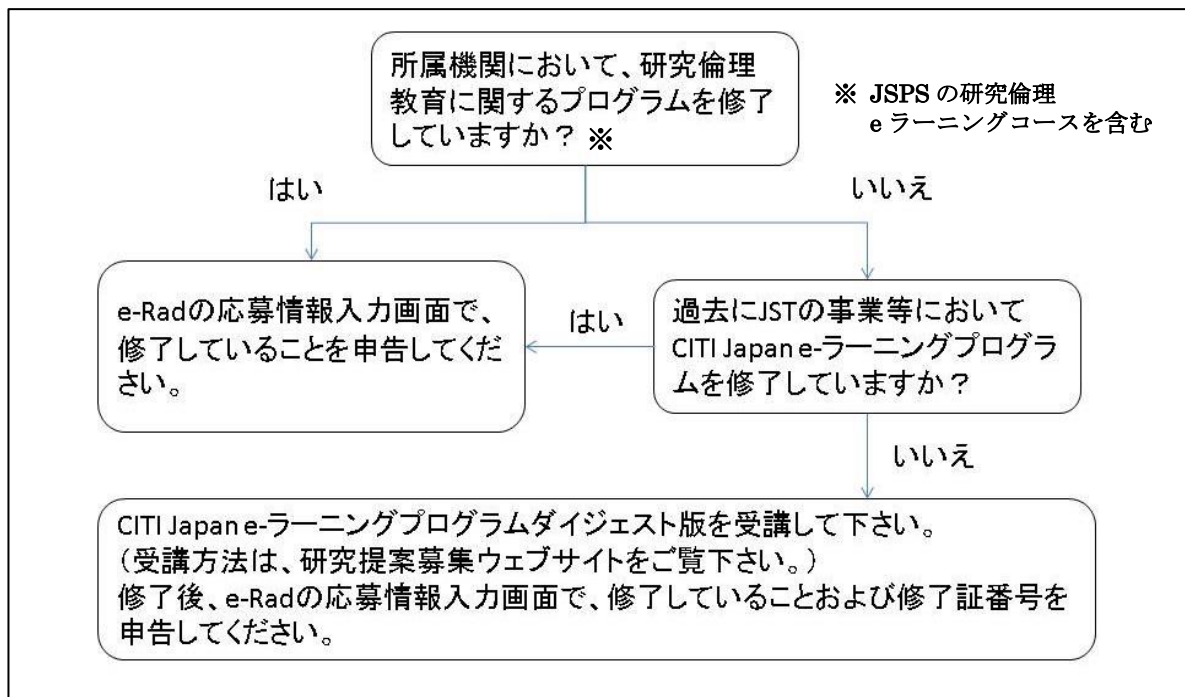 所属機関において、研究倫理
教育に関するプログラムを修了
していますか？ ※
※ JSPS の研究倫理
e ラーニングコースを含む
はい
いいえ
e-Radの応募情報入力画面で、
修了していることを申告してくだ
さい。
はい
過去にJSTの事業等において
CITI Japan e-ラーニングプログラ
ムを修了していますか？
いいえ
CITI Japan e-ラーニングプログラムダイジェスト版を受講して下さい。
（受講方法は、研究提案募集ウェブサイトをご覧下さい。）
修了後、e-Radの応募情報入力画面で、修了していることおよび修了証番号を
申告してください。